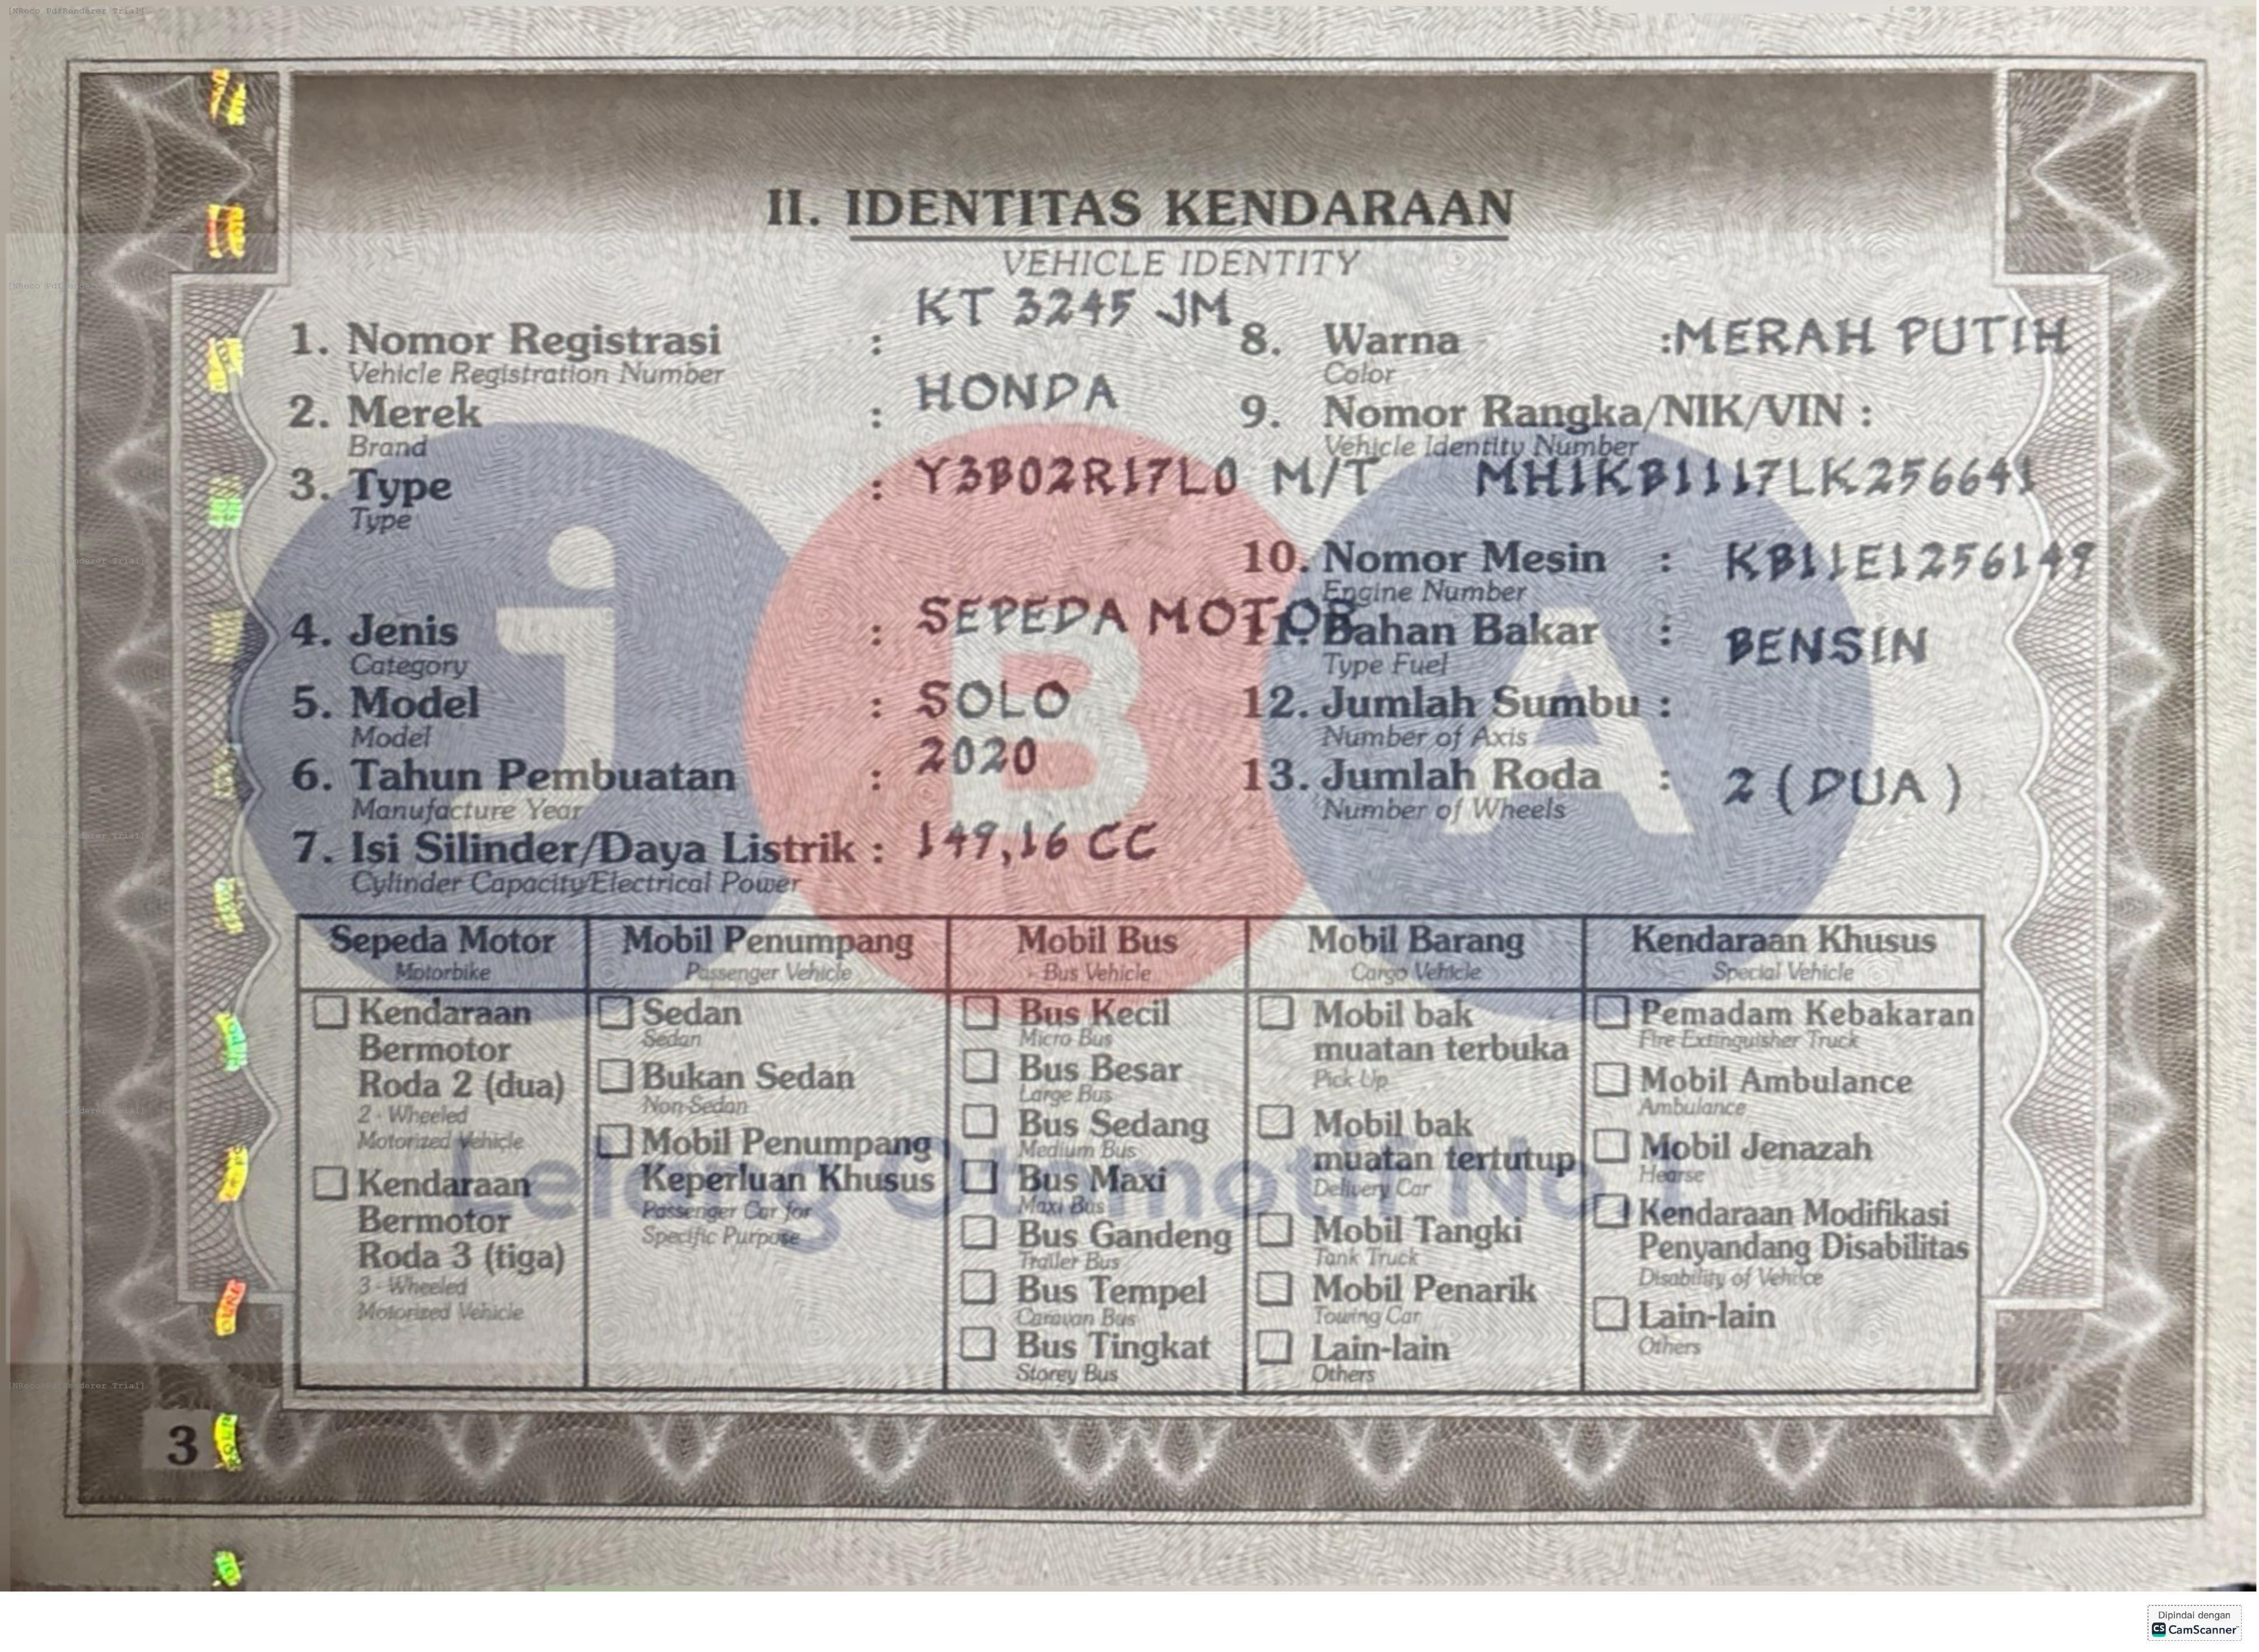 II. IDENTITAS KENDARAAN
VEHICLE IDENTITY
1. Nomor Registrasi : KT 3245 JM
Vehicle Registration Number
2. Merek : HONDA
Brand
3. Type : Y3B02R17L0 M/T
Type
4. Jenis : SEPEDA MOTOR
Category
5. Model : SOLO
Model
6. Tahun Pembuatan : 2020
Manufacture Year
7. Isi Silinder/Daya Listrik : 149,16 CC
Cylinder Capacity/Electrical Power
8. Warna : MERAH PUTIH
Color
9. Nomor Rangka/NIK/VIN :
Vehicle Identity Number
MH1KB1117LK256641
10. Nomor Mesin : KB11E1256149
Engine Number
11. Bahan Bakar : BENSIN
Type Fuel
12. Jumlah Sumbu :
Number of Axis
13. Jumlah Roda : 2 ( DUA )
Number of Wheels
Sepeda Motor
Motorbike
Kendaraan
Bermotor
Roda 2 (dua)
2 - Wheeled
Motorized Vehicle
Kendaraan
Bermotor
Roda 3 (tiga)
3 - Wheeled
Motorized Vehicle
Mobil Penumpang
Passenger Vehicle
Sedan
Sedan
Bukan Sedan
Non-Sedan
Mobil Penumpang
Keperluan Khusus
Passenger Car for
Specific Purpose
Mobil Bus
Bus Vehicle
Bus Kecil
Micro Bus
Bus Besar
Large Bus
Bus Sedang
Medium Bus
Bus Maxi
Maxi Bus
Bus Gandeng
Trailer Bus
Bus Tempel
Caravan Bus
Bus Tingkat
Storey Bus
Mobil Barang
Cargo Vehicle
Mobil bak
muatan terbuka
Pick Up
Mobil bak
muatan tertutup
Delivery Car
Mobil Tangki
Tank Truck
Mobil Penarik
Towing Car
Lain-lain
Others
Kendaraan Khusus
Special Vehicle
Pemadam Kebakaran
Fire Extinguisher Truck
Mobil Ambulance
Ambulance
Mobil Jenazah
Hearse
Kendaraan Modifikasi
Penyandang Disabilitas
Disability of Vehilce
Lain-lain
Others
jBA
Lelang Otomotif No.1
3
Dipindai dengan
CS CamScanner